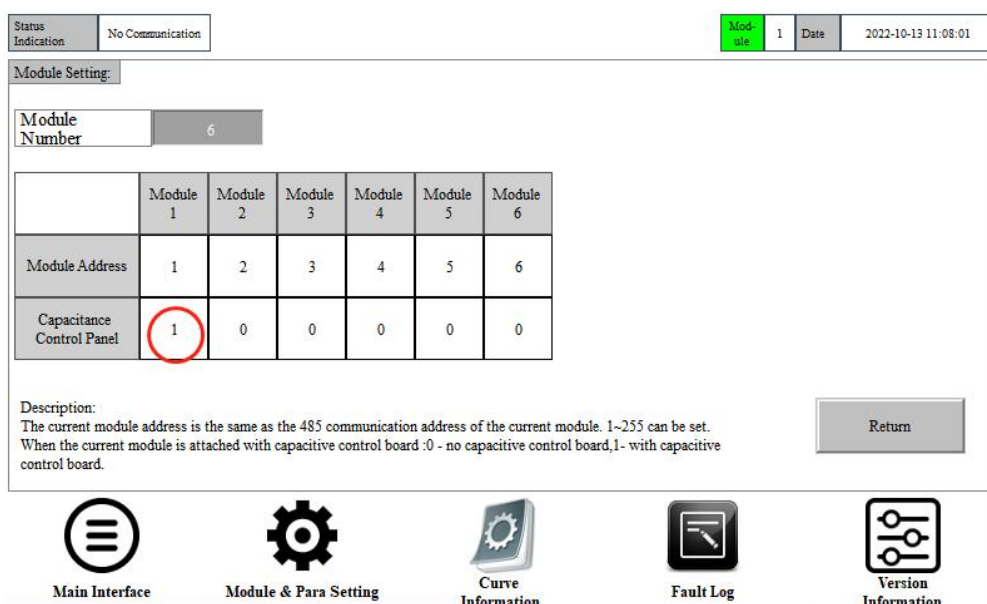 Status
Indication
No Communication
Mod-
ule
1
Date
2022-10-13 11:08:01
Module Setting:
Module
Number
6
Module
1
Module
2
Module
3
Module
4
Module
5
Module
6
Module Address
1
2
3
4
5
6
Capacitance
Control Panel
1
0
0
0
0
0
Description:
The current module address is the same as the 485 communication address of the current module. 1~255 can be set.
When the current module is attached with capacitive control board :0 - no capacitive control board,1- with capacitive
control board.
Return
Main Interface
Module & Para Setting
Curve
Information
Fault Log
Version
Information